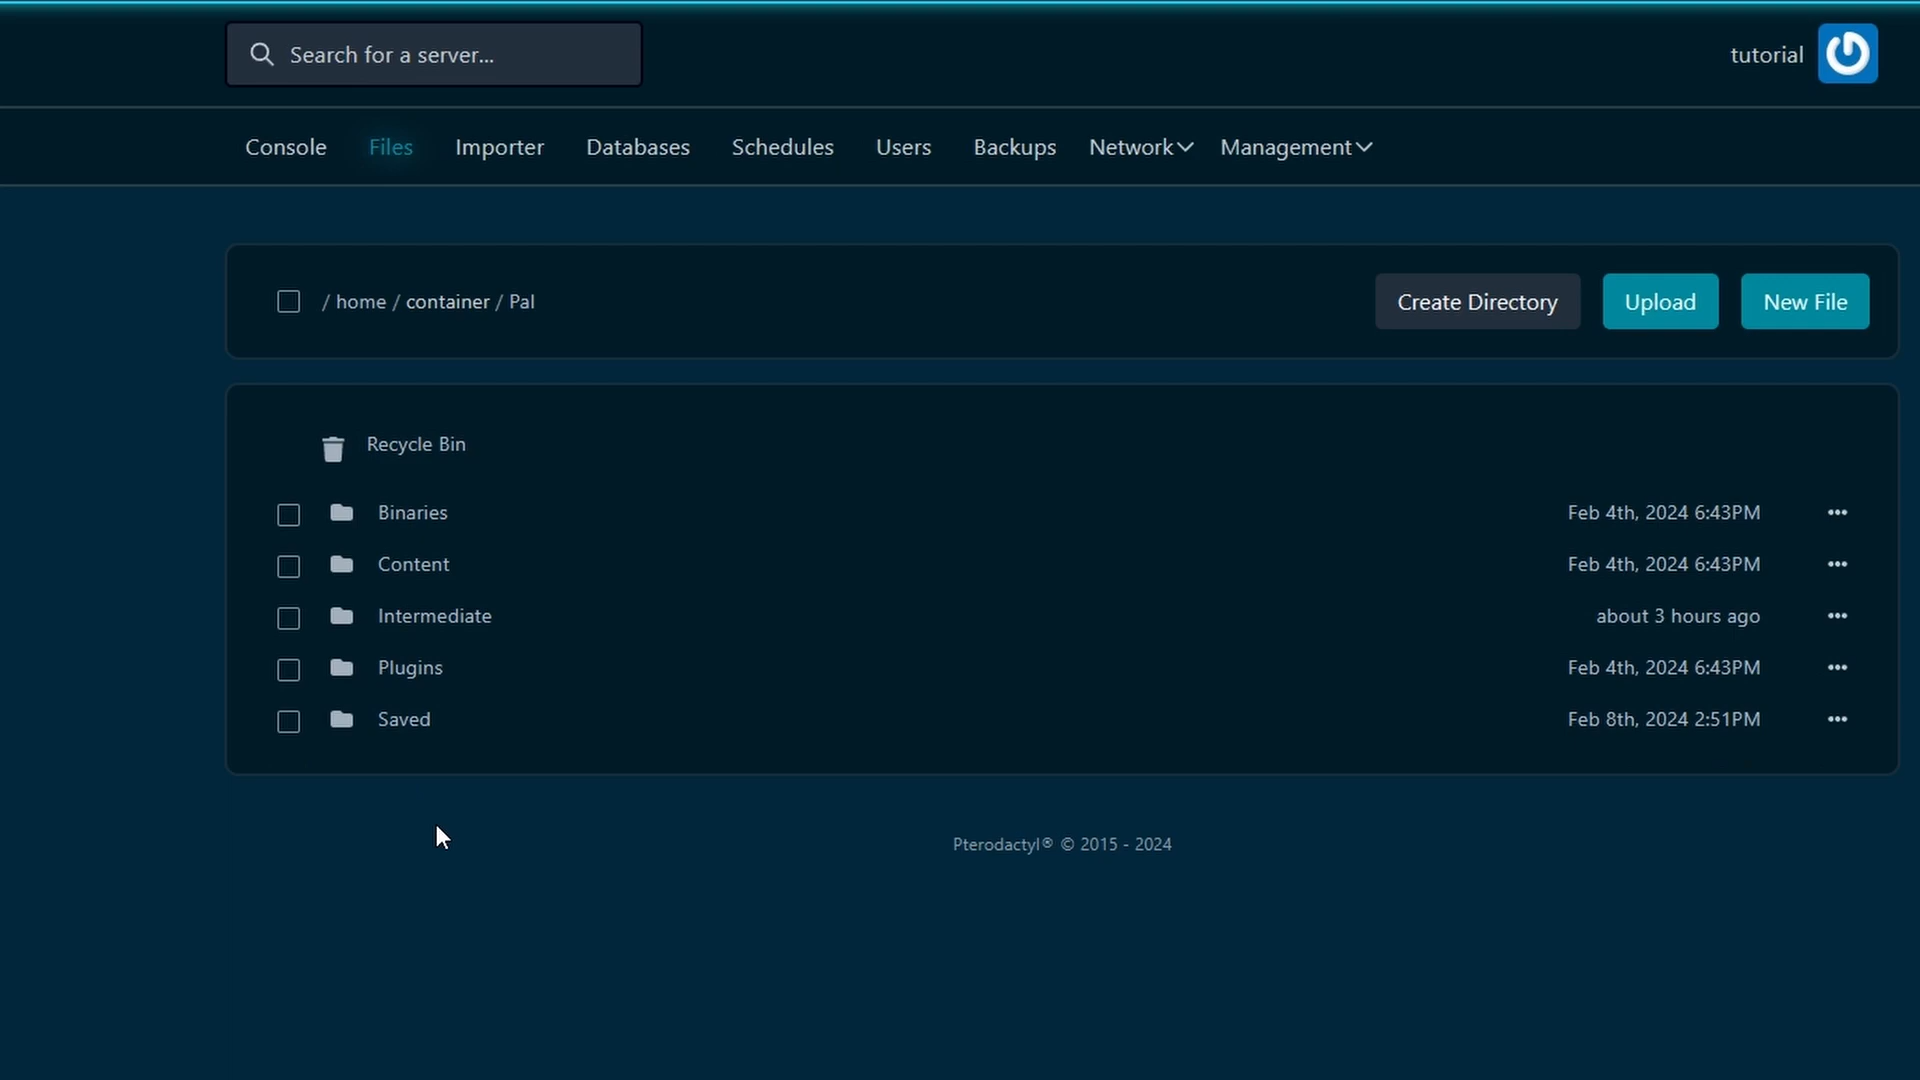 Search for a server...
tutorial
Console Files Importer Databases Schedules Users Backups Network Management
/ home / container / Pal
Create Directory Upload New File
Recycle Bin
Binaries Feb 4th, 2024 6:43PM
Content Feb 4th, 2024 6:43PM
Intermediate about 3 hours ago
Plugins Feb 4th, 2024 6:43PM
Saved Feb 8th, 2024 2:51PM
Pterodactyl® © 2015 - 2024